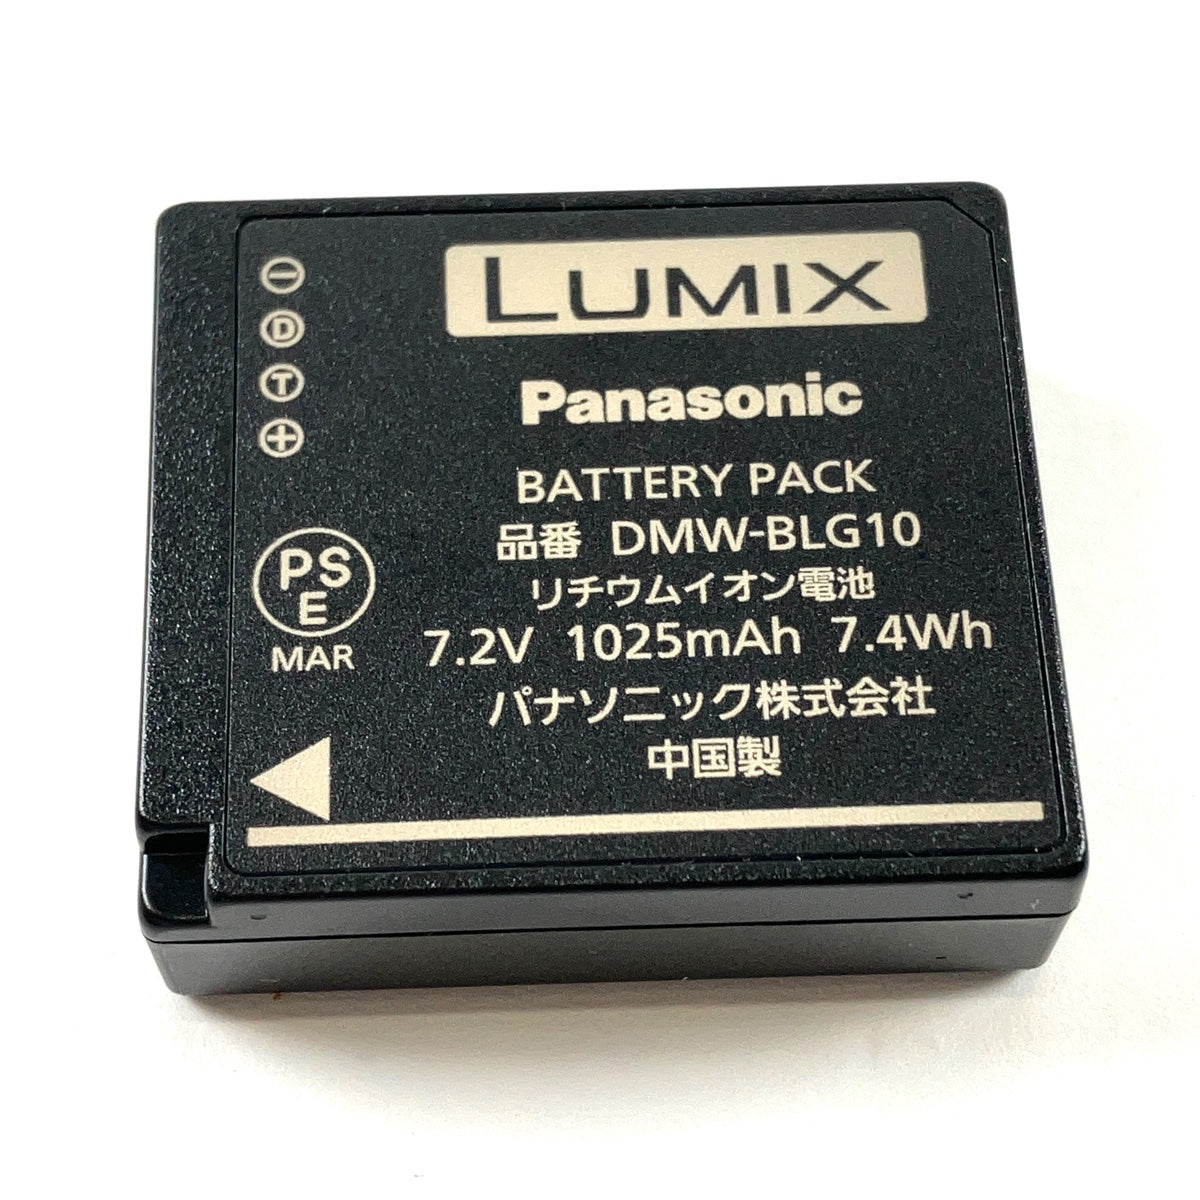 LUMIX
Panasonic
BATTERY PACK
品番 DMW-BLG10
リチウムイオン電池
7.2V 1025mAh 7.4Wh
パナソニック株式会社
中国製
−
D
T
+
PS
E
MAR